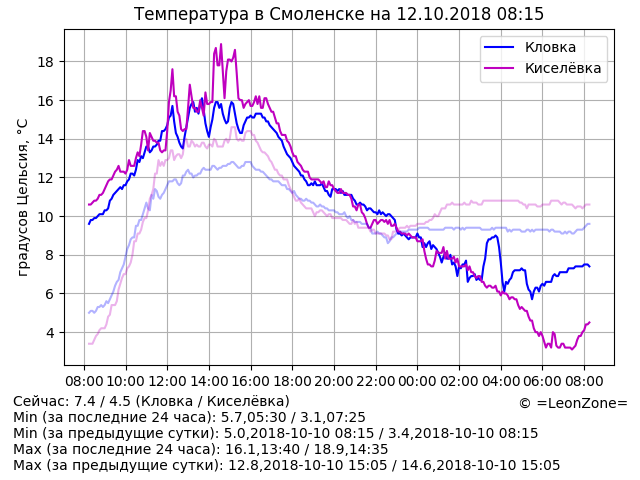 Температура в Смоленске на 12.10.2018 08:15
Кловка
Киселёвка
градусов Цельсия, °C
18
16
14
12
10
8
6
4
08:00 10:00 12:00 14:00 16:00 18:00 20:00 22:00 00:00 02:00 04:00 06:00 08:00
Сейчас: 7.4 / 4.5 (Кловка / Киселёвка)
© =LeonZone=
Min (за последние 24 часа): 5.7,05:30 / 3.1,07:25
Min (за предыдущие сутки): 5.0,2018-10-10 08:15 / 3.4,2018-10-10 08:15
Max (за последние 24 часа): 16.1,13:40 / 18.9,14:35
Max (за предыдущие сутки): 12.8,2018-10-10 15:05 / 14.6,2018-10-10 15:05